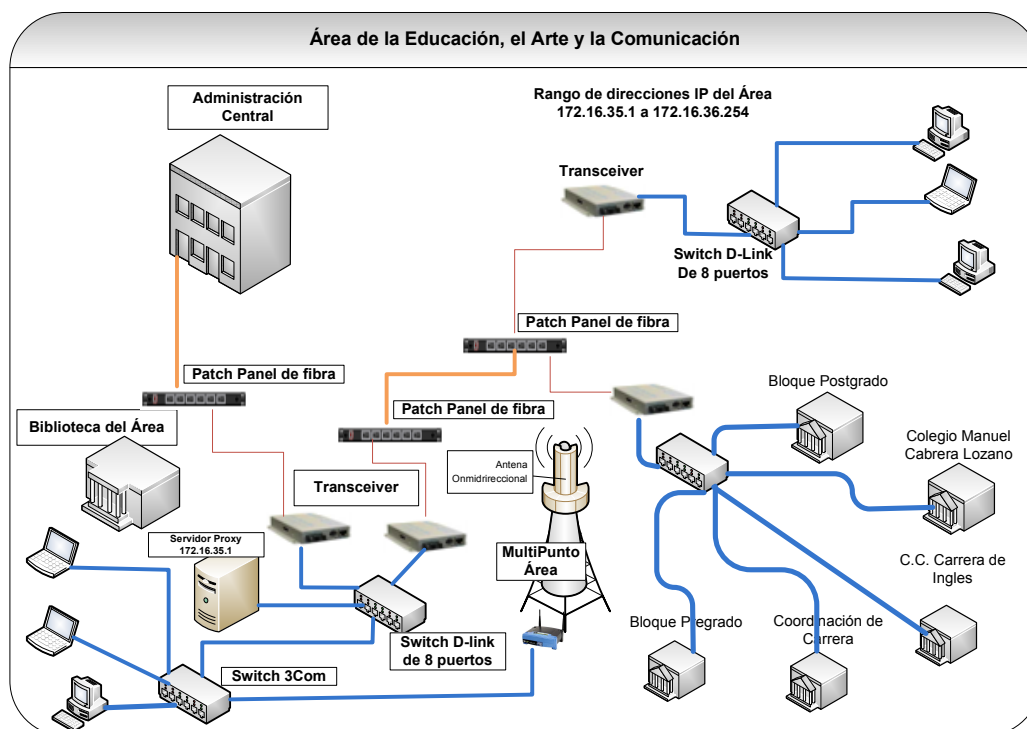 Área de la Educación, el Arte y la Comunicación
Administración
Central
Rango de direcciones IP del Área
172.16.35.1 a 172.16.36.254
Transceiver
Switch D-Link
De 8 puertos
Patch Panel de fibra
Patch Panel de fibra
Patch Panel de fibra
Bloque Postgrado
Biblioteca del Área
Colegio Manuel
Cabrera Lozano
Antena
Onmidrireccional
Transceiver
Servidor Proxy
172.16.35.1
MultiPunto
Área
C.C. Carrera de
Ingles
Bloque Pregrado
Coordinación de
Carrera
Switch D-link
de 8 puertos
Switch 3Com